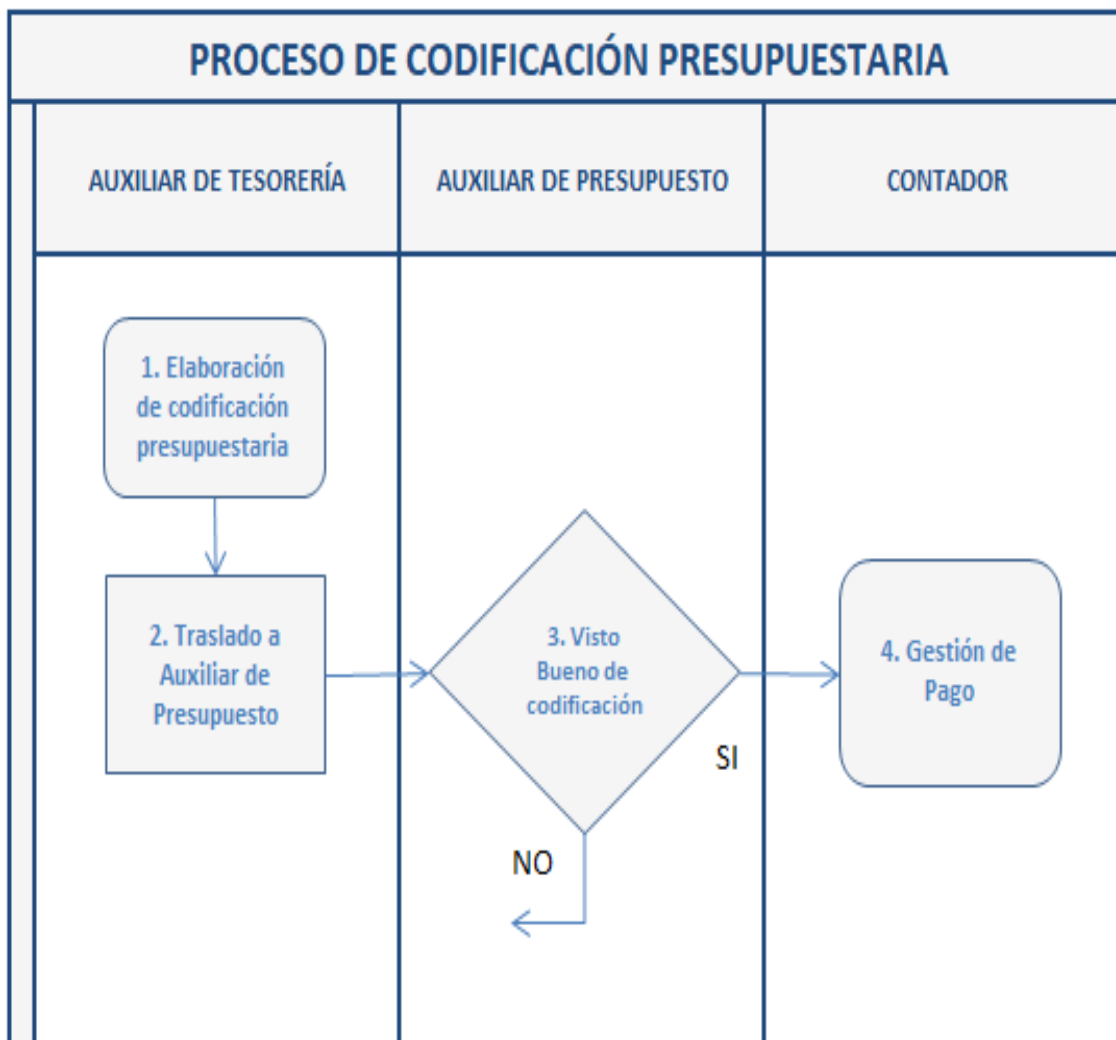 PROCESO DE CODIFICACIÓN PRESUPUESTARIA
AUXILIAR DE TESORERÍA
AUXILIAR DE PRESUPUESTO
CONTADOR
1. Elaboración
de codificación
presupuestaria
2. Traslado a
Auxiliar de
Presupuesto
3. Visto
Bueno de
codificación
4. Gestión de
Pago
SI
NO